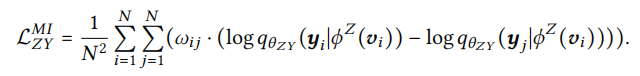 $$\mathcal{L}_{ZY}^{MI} = \frac{1}{N^2} \sum_{i=1}^{N} \sum_{j=1}^{N} (\omega_{ij} \cdot (\log q_{\theta_{ZY}}(\boldsymbol{y}_i|\phi^Z(\boldsymbol{v}_i)) - \log q_{\theta_{ZY}}(\boldsymbol{y}_j|\phi^Z(\boldsymbol{v}_i)))).$$